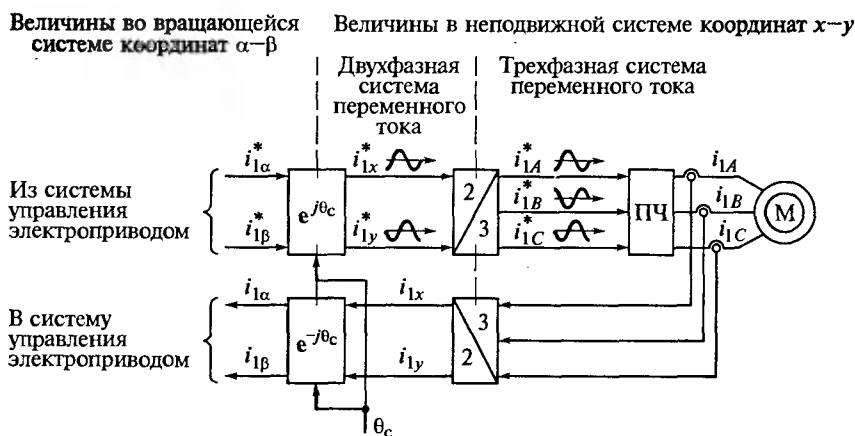 Величины во вращающейся
системе координат α–β
Величины в неподвижной системе координат x–y
Двухфазная
система
переменного
тока
Трехфазная система
переменного тока
Из системы
управления
электроприводом
i*1α
i*1β
e^jθc
i*1x
i*1y
2
3
i*1A
i*1B
i*1C
ПЧ
i1A
i1B
i1C
М
В систему
управления
электроприводом
i1α
i1β
e^–jθc
i1x
i1y
3
2
θc